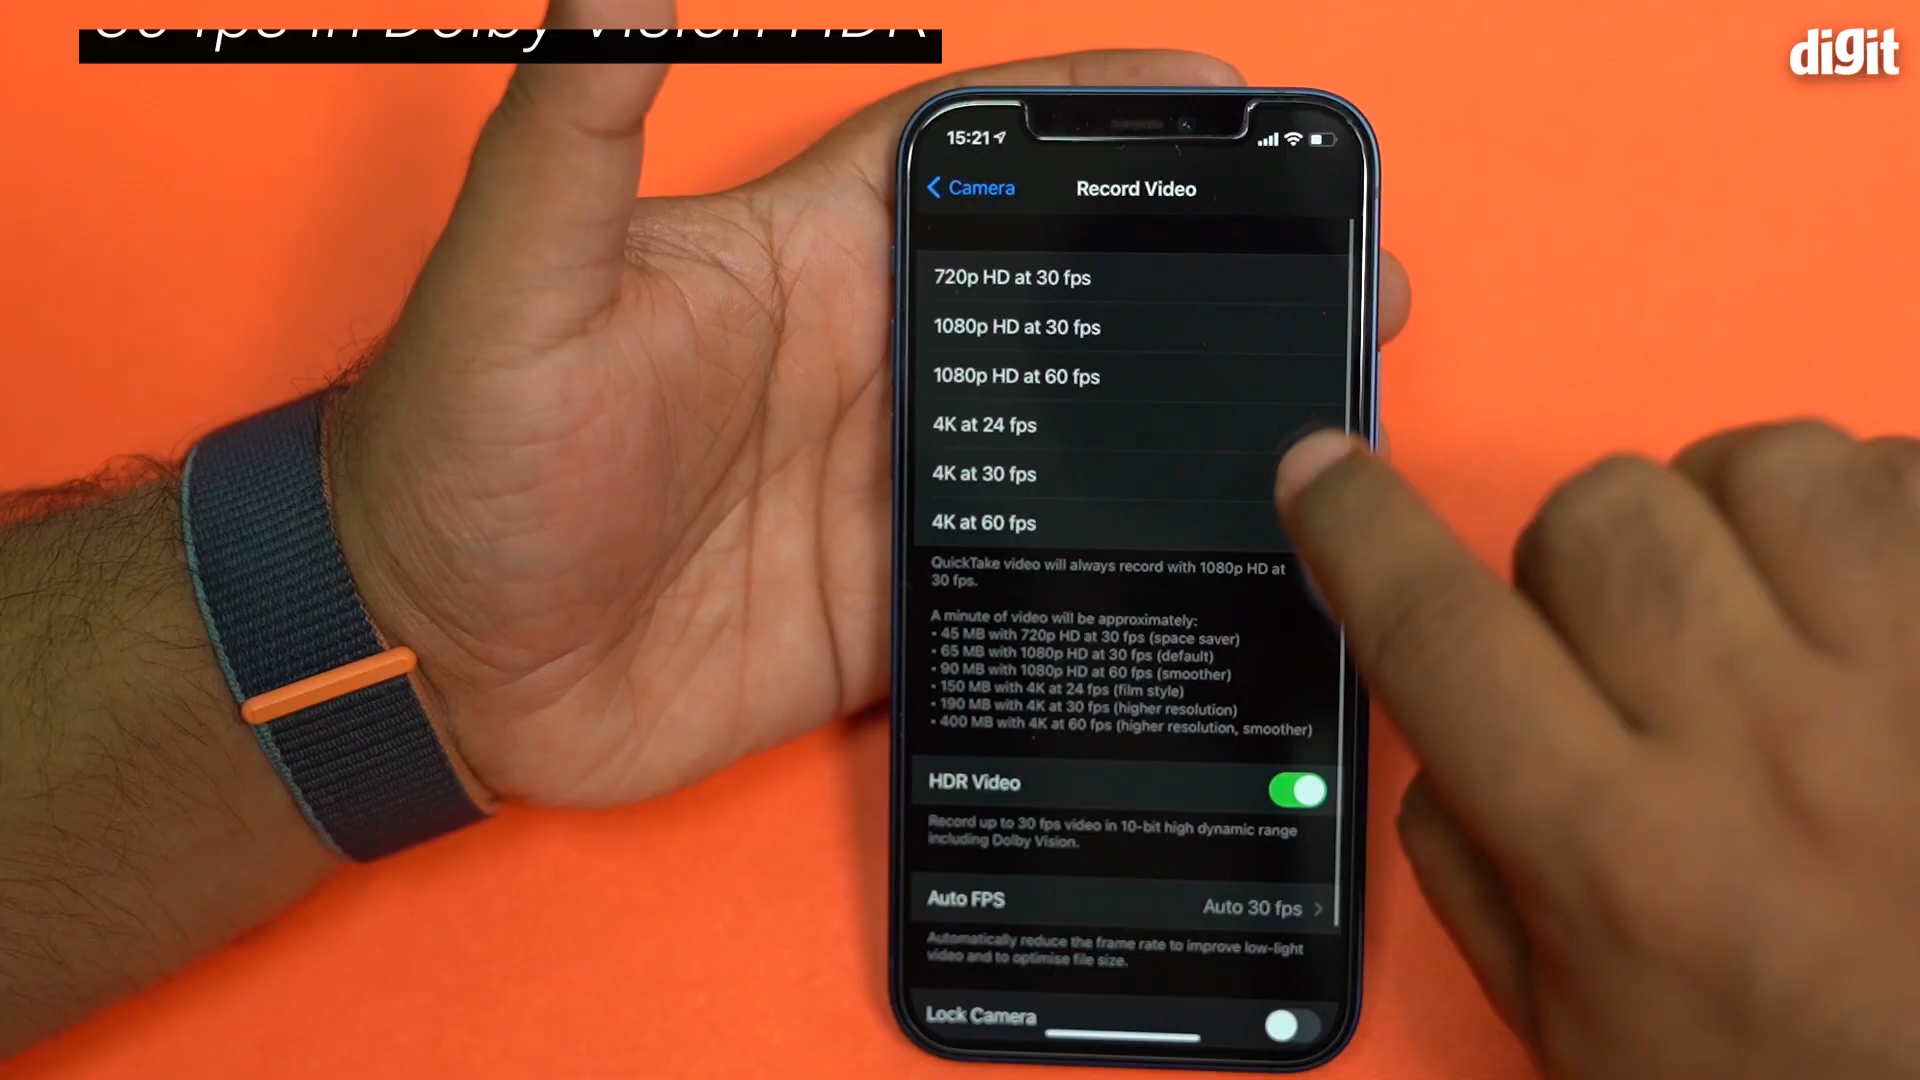 fps in Dolby Vision HDR
digit
15:21
Camera
Record Video
720p HD at 30 fps
1080p HD at 30 fps
1080p HD at 60 fps
4K at 24 fps
4K at 30 fps
4K at 60 fps
QuickTake video will always record with 1080p HD at
30 fps.
A minute of video will be approximately:
• 45 MB with 720p HD at 30 fps (space saver)
• 65 MB with 1080p HD at 30 fps (default)
• 90 MB with 1080p HD at 60 fps (smoother)
• 150 MB with 4K at 24 fps (film style)
• 190 MB with 4K at 30 fps (higher resolution)
• 400 MB with 4K at 60 fps (higher resolution, smoother)
HDR Video
Record up to 30 fps video in 10-bit high dynamic range
including Dolby Vision.
Auto FPS
Auto 30 fps
Automatically reduce the frame rate to improve low-light
video and to optimise file size.
Lock Camera